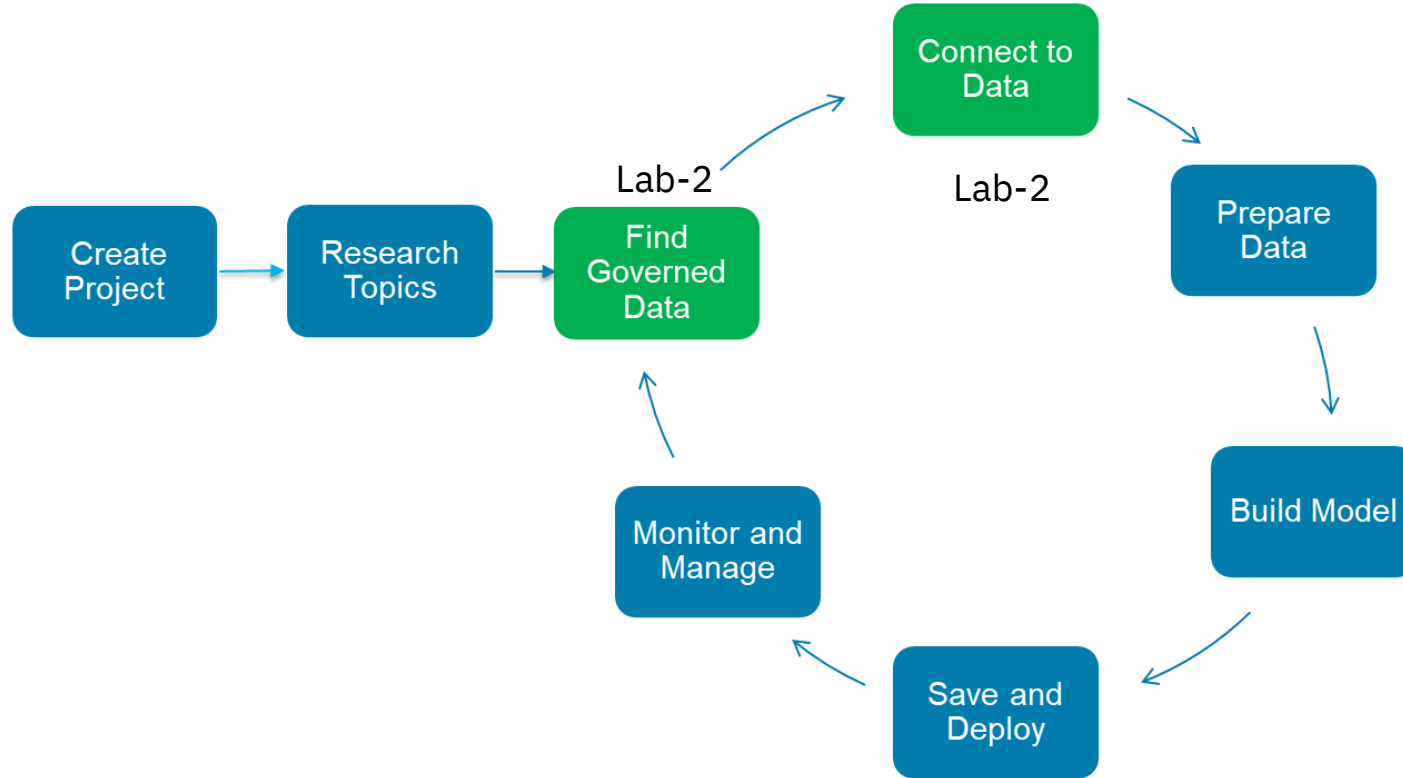 Connect to
Data
Lab-2
Lab-2
Create
Project
Research
Topics
Find
Governed
Data
Prepare
Data
Build Model
Monitor and
Manage
Save and
Deploy